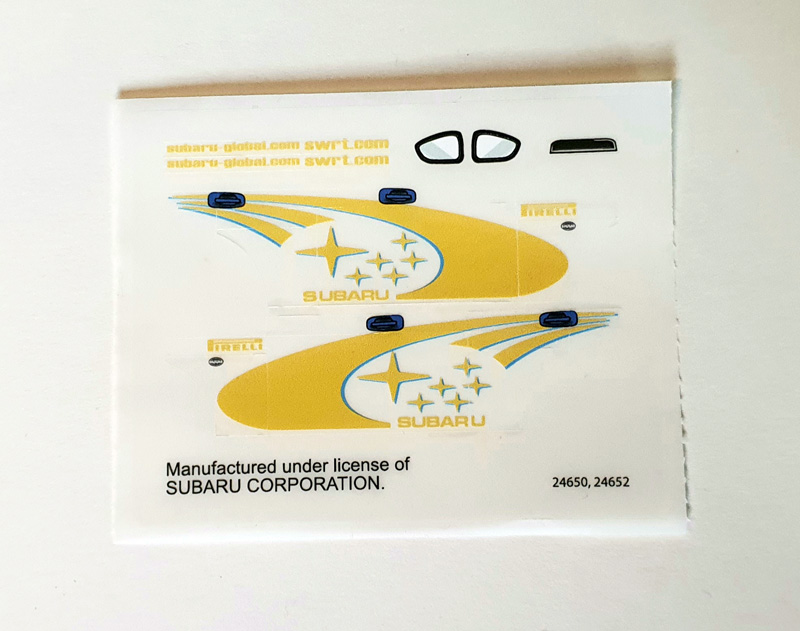 subaru-global.com swrt.com
subaru-global.com swrt.com
PIRELLI
SUBARU
PIRELLI
SUBARU
Manufactured under license of
SUBARU CORPORATION.
24650, 24652